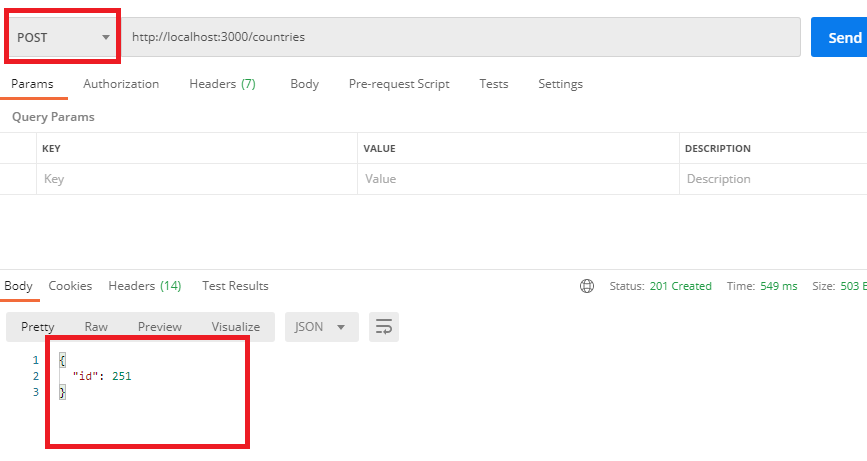 POST http://localhost:3000/countries Send
Params Authorization Headers (7) Body Pre-request Script Tests Settings
Query Params
KEY VALUE DESCRIPTION
Key Value Description
Body Cookies Headers (14) Test Results Status: 201 Created Time: 549 ms Size: 503
Pretty Raw Preview Visualize JSON
1 {
2 "id": 251
3 }